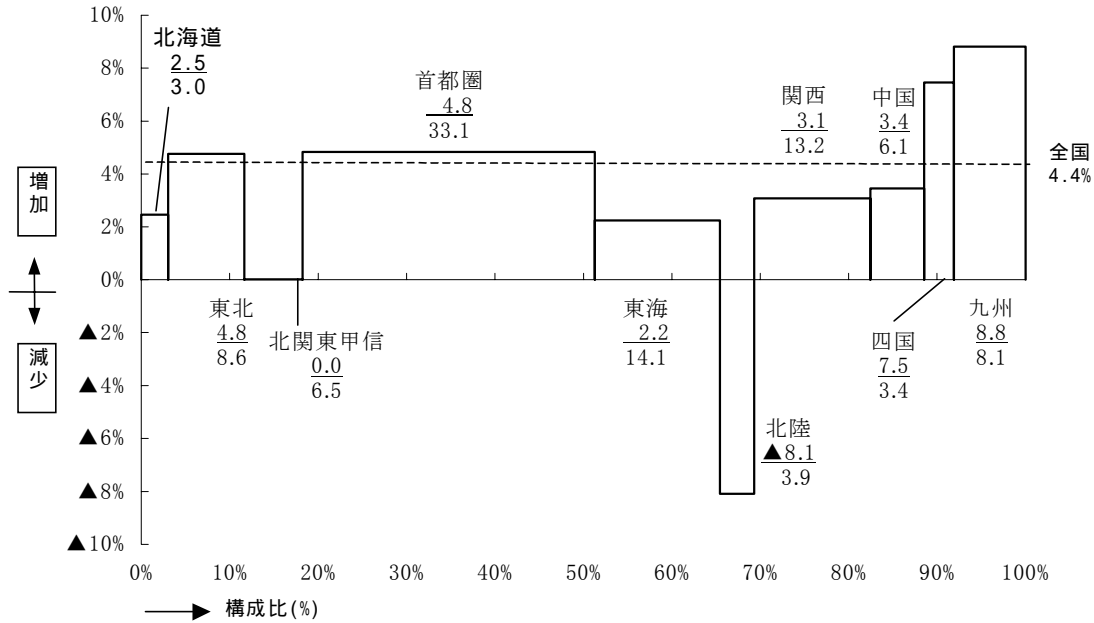 10%
8%
6%
4%
2%
0%
▲2%
▲4%
▲6%
▲8%
▲10%
増加
減少
北海道
2.5
3.0
東北
4.8
8.6
北関東甲信
0.0
6.5
首都圏
4.8
33.1
東海
2.2
14.1
北陸
▲8.1
3.9
関西
3.1
13.2
中国
3.4
6.1
四国
7.5
3.4
九州
8.8
8.1
全国
4.4%
0% 10% 20% 30% 40% 50% 60% 70% 80% 90% 100%
構成比(%)